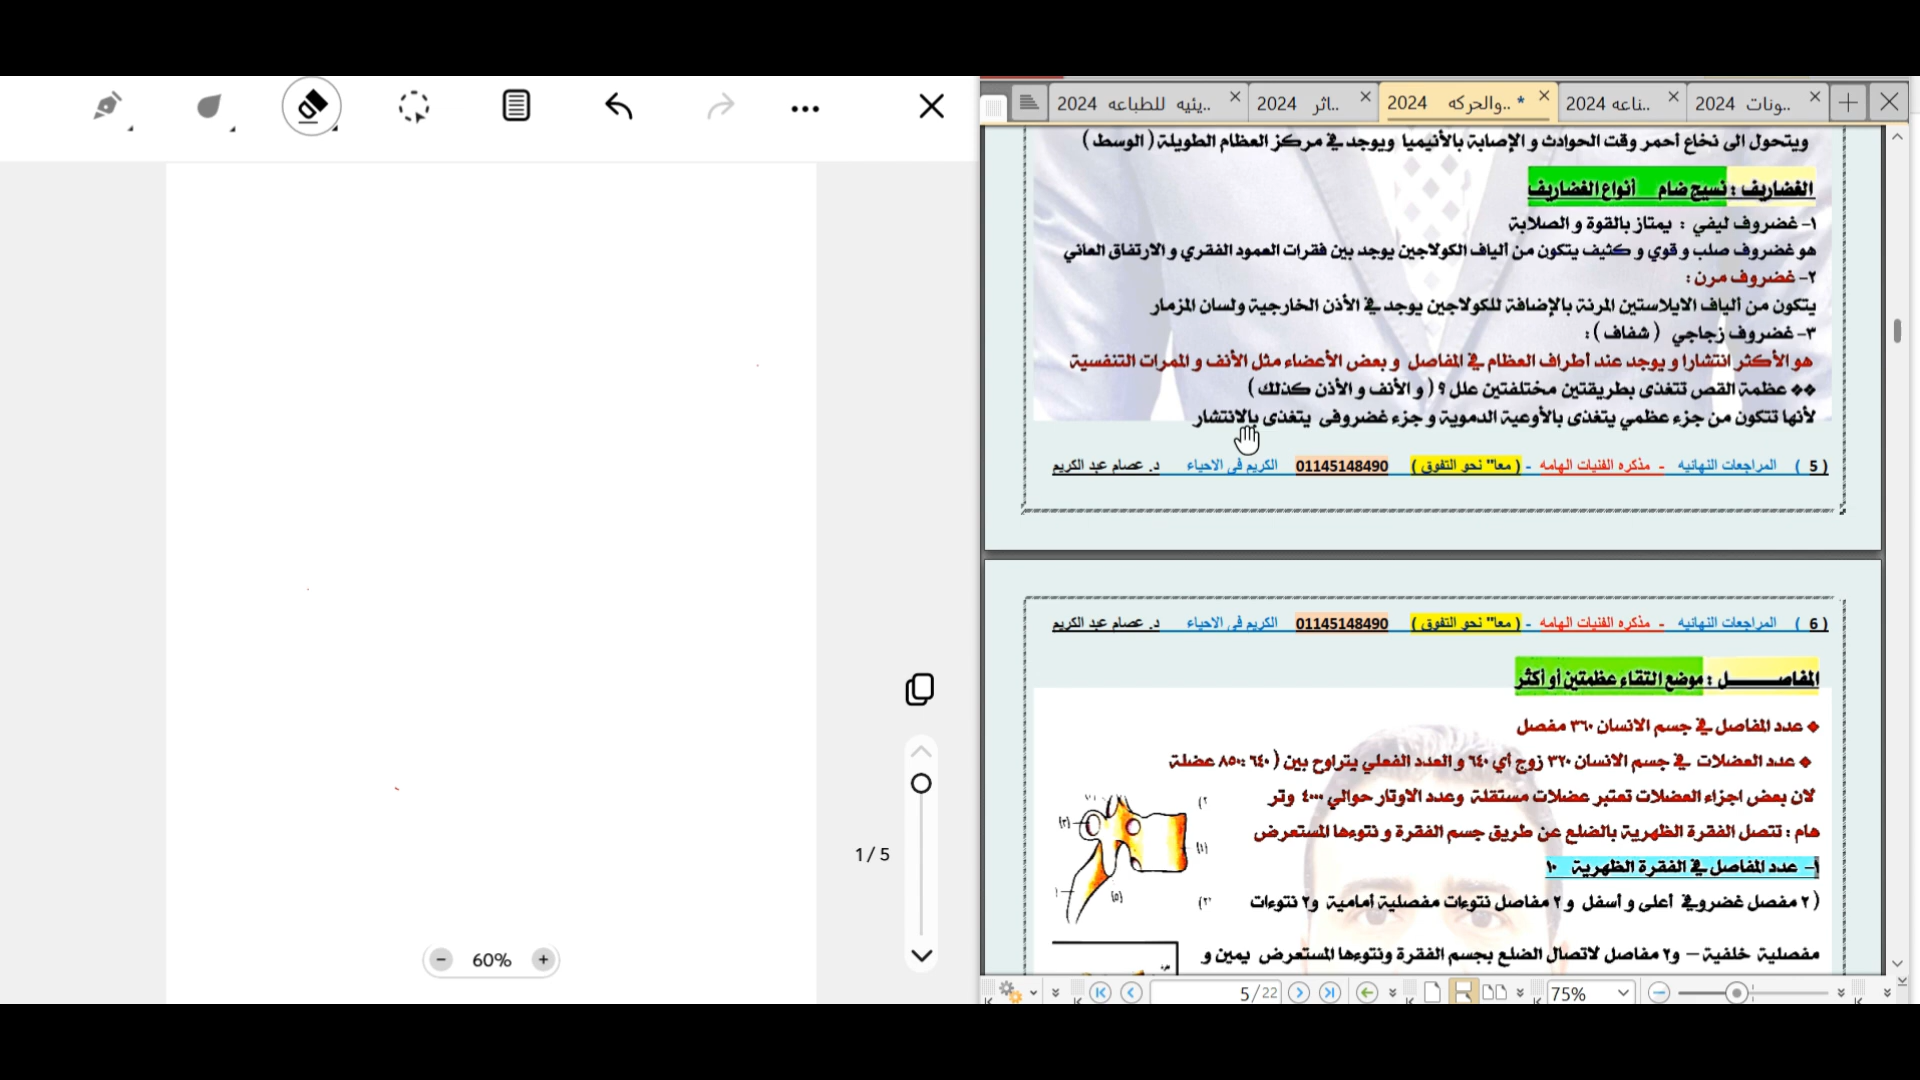 2024 ..ينيه للطباعه
2024 ..اثر
2024 ..والحركه *
2024 ..ناعه
2024 ..ونات
ويتحول الى نخاع أحمر وقت الحوادث و الإصابة بالأنيميا ويوجد في مركز العظام الطويلة ( الوسط )
الغضاريف : نسيج ضام أنواع الغضاريف
١- غضروف ليفي : يمتاز بالقوة و الصلابة
هو غضروف صلب و قوي و كثيف يتكون من ألياف الكولاجين يوجد بين فقرات العمود الفقري و الارتفاق العاني
٢- غضروف مرن :
يتكون من ألياف الايلاستين المرنة بالإضافة للكولاجين يوجد في الأذن الخارجية ولسان المزمار
٣- غضروف زجاجي ( شفاف ) :
هو الأكثر انتشارا و يوجد عند أطراف العظام في المفاصل و بعض الأعضاء مثل الأنف و الممرات التنفسية
❖❖ عظمة القص تتغذى بطريقتين مختلفتين علل ؟ ( و الأنف و الأذن كذلك )
لأنها تتكون من جزء عظمي يتغذى بالأوعية الدموية و جزء غضروفى يتغذى بالانتشار
( 5 ) المراجعات النهائيه - مذكره الفنيات الهامه - ( معا" نحو التفوق ) 01145148490 الكريم في الاحياء د. عصام عبد الكريم
( 6 ) المراجعات النهائيه - مذكره الفنيات الهامه - ( معا" نحو التفوق ) 01145148490 الكريم في الاحياء د. عصام عبد الكريم
المفاصـــــل : موضع التقاء عظمتين أو أكثر
❖ عدد المفاصل في جسم الانسان ٣٦٠ مفصل
❖ عدد العضلات في جسم الانسان ٣٢٠ زوج أي ٦٤٠ و العدد الفعلي يتراوح بين ( ٦٤٠ : ٨٥٠ عضلة
لان بعض اجزاء العضلات تعتبر عضلات مستقلة وعدد الاوتار حوالي ٤٠٠٠ وتر
هام : تتصل الفقرة الظهرية بالضلع عن طريق جسم الفقرة و نتوءها المستعرض
١- عدد المفاصل في الفقرة الظهرية ١٠
( ٢ مفصل غضروفي أعلى و أسفل و ٢ مفاصل نتوءات مفصلية أمامية و٢ نتوءات
مفصلية خلفية – و٢ مفاصل لاتصال الضلع بجسم الفقرة ونتوءها المستعرض يمين و
(٣)
(٥)
1 / 5
60%
5 / 22
75%